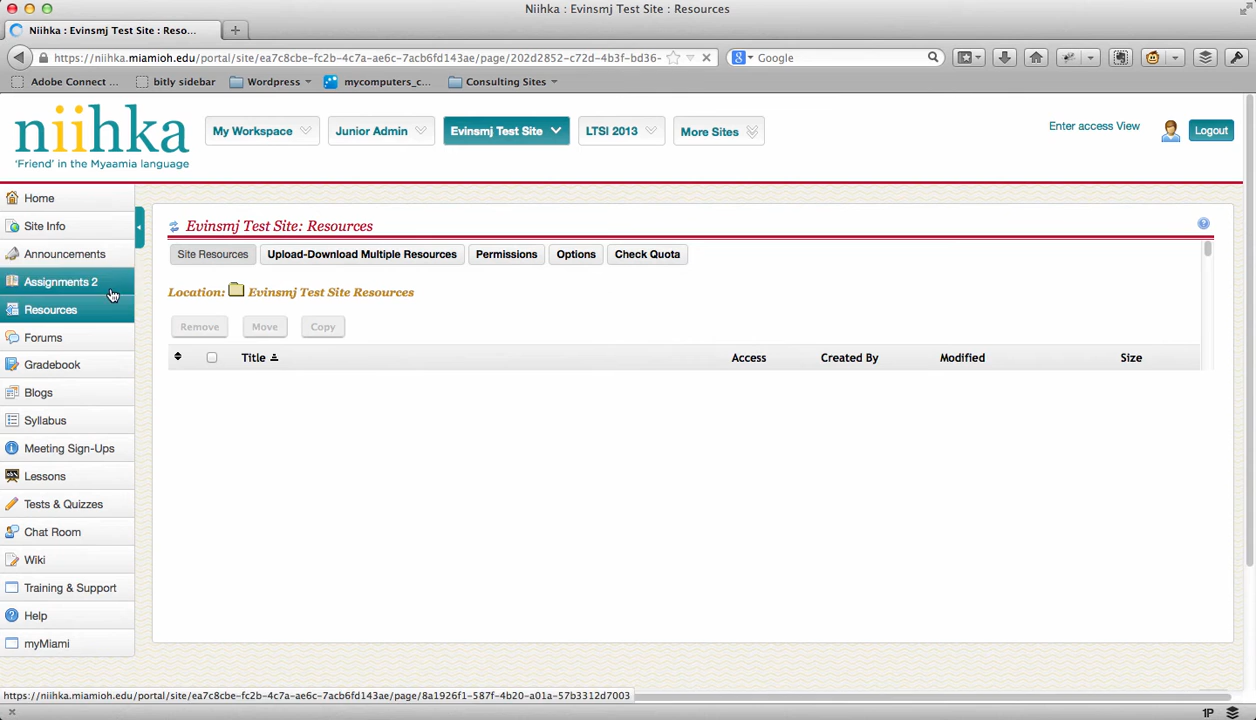 Niihka : Evinsmj Test Site : Resources
Niihka : Evinsmj Test Site : Reso...
https://niihka.miamioh.edu/portal/site/ea7c8cbe-fc2b-4c7a-ae6c-7acb6fd143ae/page/202d2852-c72d-4b3f-bd36-
Google
Adobe Connect ...
bitly sidebar
Wordpress
mycomputers_c...
Consulting Sites
niihka
'Friend' in the Myaamia language
My Workspace
Junior Admin
Evinsmj Test Site
LTSI 2013
More Sites
Enter access View
Logout
Home
Site Info
Announcements
Assignments 2
Resources
Forums
Gradebook
Blogs
Syllabus
Meeting Sign-Ups
Lessons
Tests & Quizzes
Chat Room
Wiki
Training & Support
Help
myMiami
Evinsmj Test Site: Resources
Site Resources
Upload-Download Multiple Resources
Permissions
Options
Check Quota
Location: Evinsmj Test Site Resources
Remove
Move
Copy
Title
Access
Created By
Modified
Size
https://niihka.miamioh.edu/portal/site/ea7c8cbe-fc2b-4c7a-ae6c-7acb6fd143ae/page/8a1926f1-587f-4b20-a01a-57b3312d7003
1P